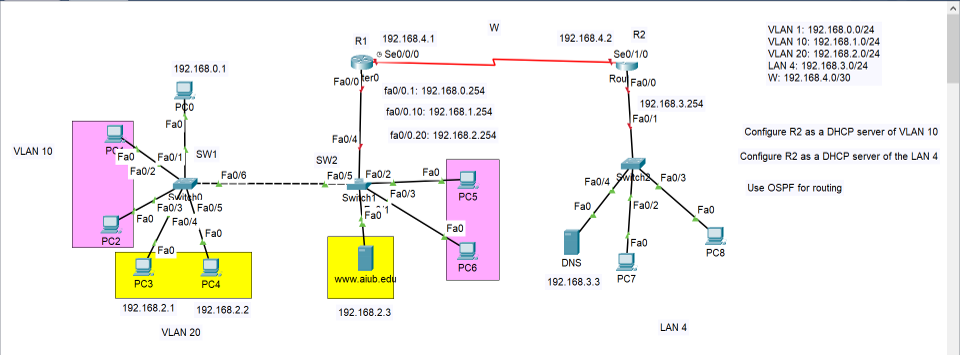 W
R1
192.168.4.1
192.168.4.2
R2
Se0/0/0
Se0/1/0
VLAN 1: 192.168.0.0/24
VLAN 10: 192.168.1.0/24
VLAN 20: 192.168.2.0/24
LAN 4: 192.168.3.0/24
W: 192.168.4.0/30
192.168.0.1
PC0
Fa0
Fa0/0
ter0
fa0/0.1: 192.168.0.254
fa0/0.10: 192.168.1.254
fa0/0.20: 192.168.2.254
Rou
Fa0/0
192.168.3.254
Fa0/1
Configure R2 as a DHCP server of VLAN 10
Configure R2 as a DHCP server of the LAN 4
Use OSPF for routing
VLAN 10
Fa0
Fa0/1
Fa0/2
SW1
Fa0/6
Switch0
Fa0/3
Fa0/5
Fa0/4
Fa0
PC2
Fa0
Fa0
PC3
PC4
192.168.2.1
192.168.2.2
VLAN 20
Fa0/4
SW2
Fa0/5
Fa0/2
Fa0/3
Switch1
Fa0
Fa0
PC5
Fa0
PC6
www.aiub.edu
192.168.2.3
Switch2
Fa0/4
Fa0/3
Fa0/2
Fa0
Fa0
Fa0
DNS
PC7
PC8
192.168.3.3
LAN 4